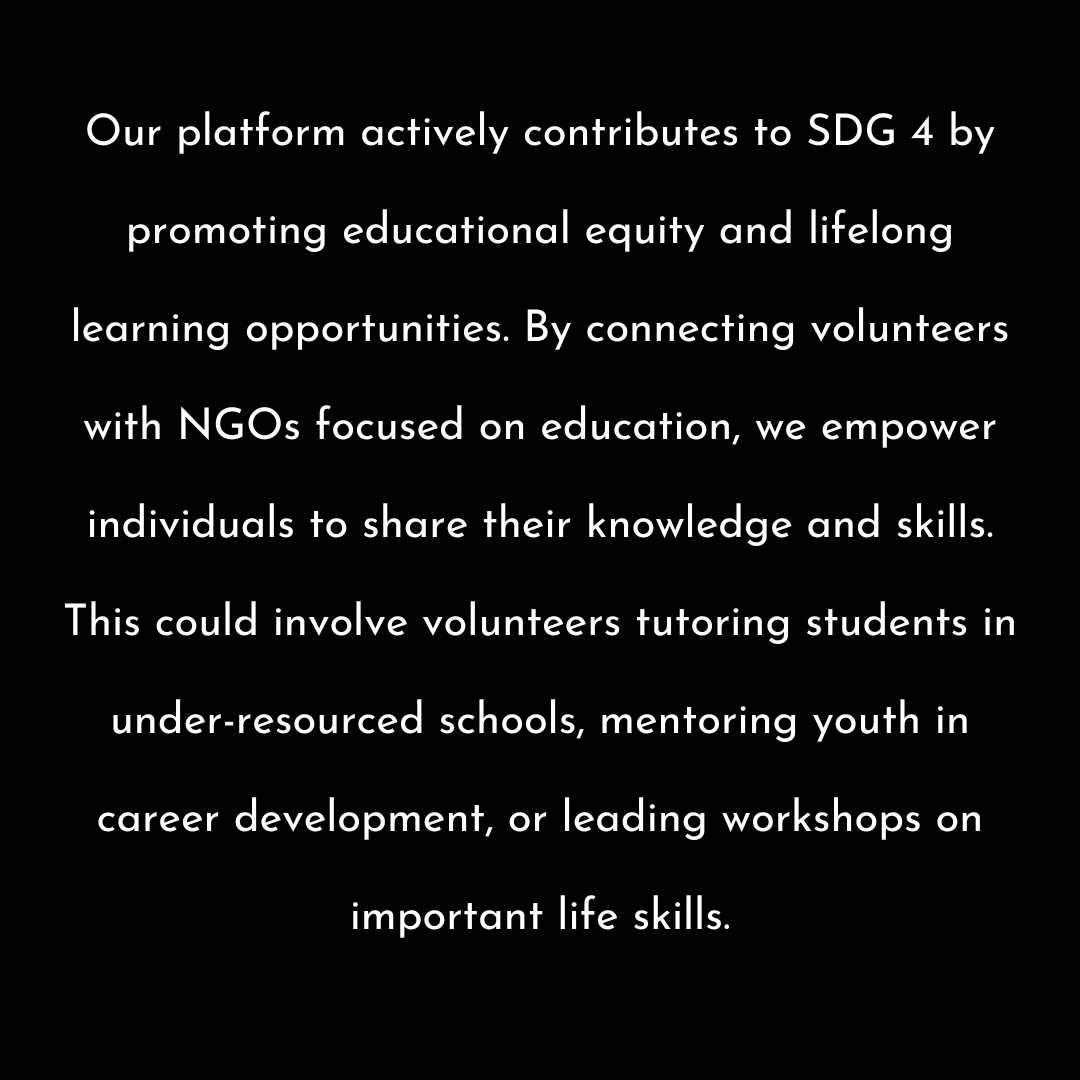 Our platform actively contributes to SDG 4 by
promoting educational equity and lifelong
learning opportunities. By connecting volunteers
with NGOs focused on education, we empower
individuals to share their knowledge and skills.
This could involve volunteers tutoring students in
under-resourced schools, mentoring youth in
career development, or leading workshops on
important life skills.